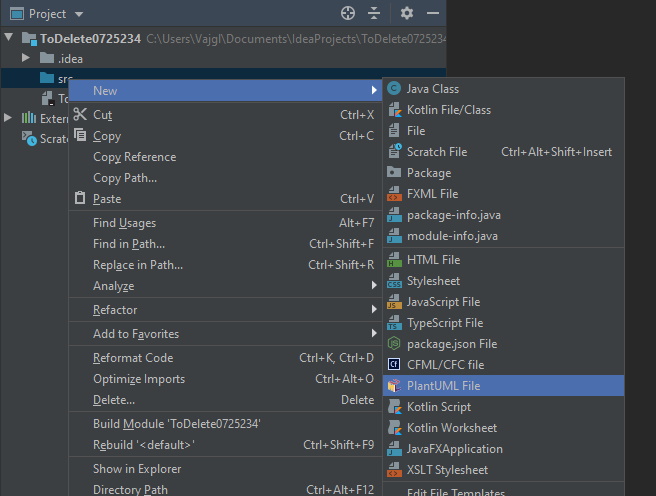 Project
ToDelete0725234 C:\Users\Vajgl\Documents\IdeaProjects\ToDelete0725234
.idea
src
New
Cut Ctrl+X
Copy Ctrl+C
Copy Reference
Copy Path...
Paste Ctrl+V
Find Usages Alt+F7
Find in Path... Ctrl+Shift+F
Replace in Path... Ctrl+Shift+R
Analyze
Refactor
Add to Favorites
Reformat Code Ctrl+K, Ctrl+D
Optimize Imports Ctrl+Alt+O
Delete... Delete
Build Module 'ToDelete0725234'
Rebuild '<default>' Ctrl+Shift+F9
Show in Explorer
Directory Path Ctrl+Alt+F12
Java Class
Kotlin File/Class
File
Scratch File Ctrl+Alt+Shift+Insert
Package
FXML File
package-info.java
module-info.java
HTML File
Stylesheet
JavaScript File
TypeScript File
package.json File
CFML/CFC file
PlantUML File
Kotlin Script
Kotlin Worksheet
JavaFXApplication
XSLT Stylesheet
Edit File Templates